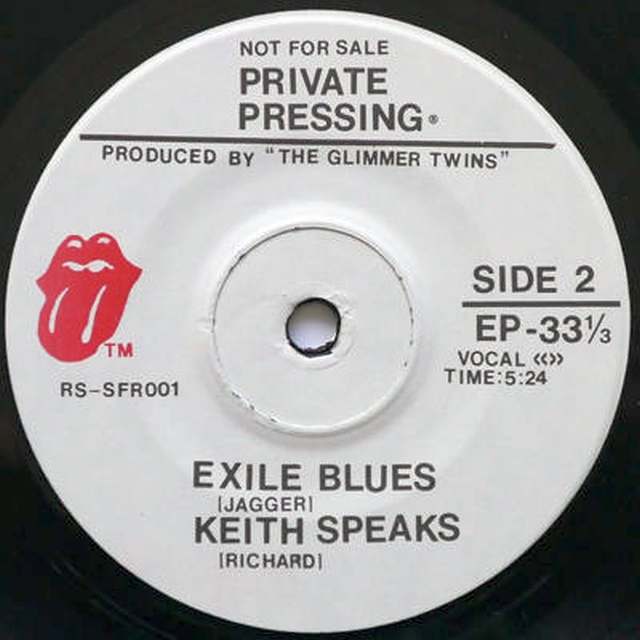 NOT FOR SALE
PRIVATE
PRESSING®
PRODUCED BY "THE GLIMMER TWINS"
TM
RS-SFR001
SIDE 2
EP-33⅓
VOCAL «»
TIME:5:24
EXILE BLUES
[JAGGER]
KEITH SPEAKS
[RICHARD]